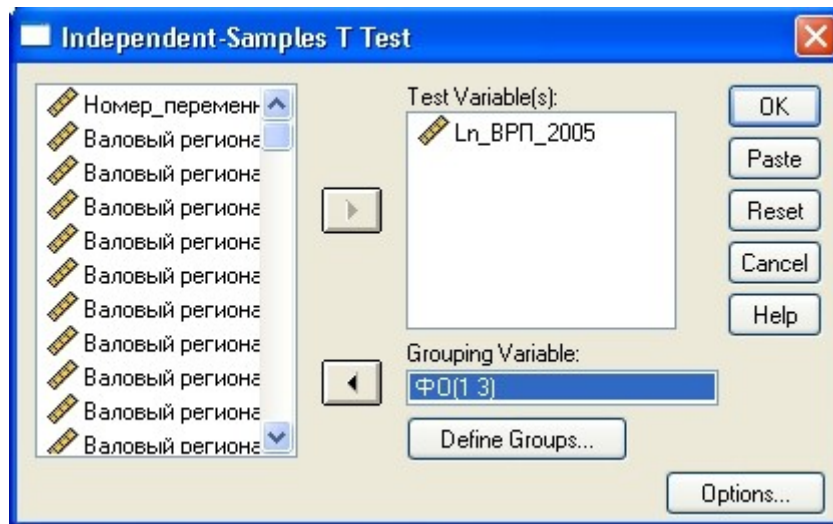 Independent-Samples T Test
Номер_перемен
Валовый региона
Валовый региона
Валовый региона
Валовый региона
Валовый региона
Валовый региона
Валовый региона
Валовый региона
Валовый региона
Валовый региона
Test Variable(s):
Ln_ВРП_2005
Grouping Variable:
ФО(1 3)
Define Groups...
OK
Paste
Reset
Cancel
Help
Options...